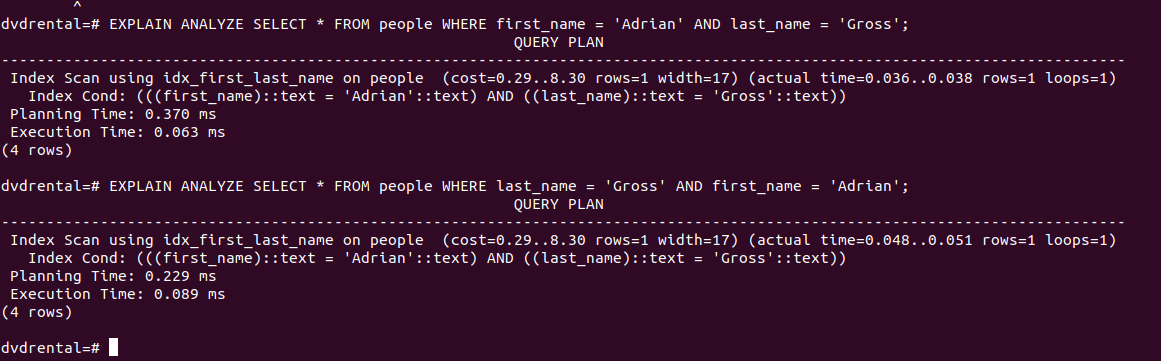 ^
dvdrental=# EXPLAIN ANALYZE SELECT * FROM people WHERE first_name = 'Adrian' AND last_name = 'Gross';
QUERY PLAN
-----------------------------------------------------------------------------------------------------------------------------
Index Scan using idx_first_last_name on people  (cost=0.29..8.30 rows=1 width=17) (actual time=0.036..0.038 rows=1 loops=1)
Index Cond: (((first_name)::text = 'Adrian'::text) AND ((last_name)::text = 'Gross'::text))
Planning Time: 0.370 ms
Execution Time: 0.063 ms
(4 rows)
dvdrental=# EXPLAIN ANALYZE SELECT * FROM people WHERE last_name = 'Gross' AND first_name = 'Adrian';
QUERY PLAN
-----------------------------------------------------------------------------------------------------------------------------
Index Scan using idx_first_last_name on people  (cost=0.29..8.30 rows=1 width=17) (actual time=0.048..0.051 rows=1 loops=1)
Index Cond: (((first_name)::text = 'Adrian'::text) AND ((last_name)::text = 'Gross'::text))
Planning Time: 0.229 ms
Execution Time: 0.089 ms
(4 rows)
dvdrental=#